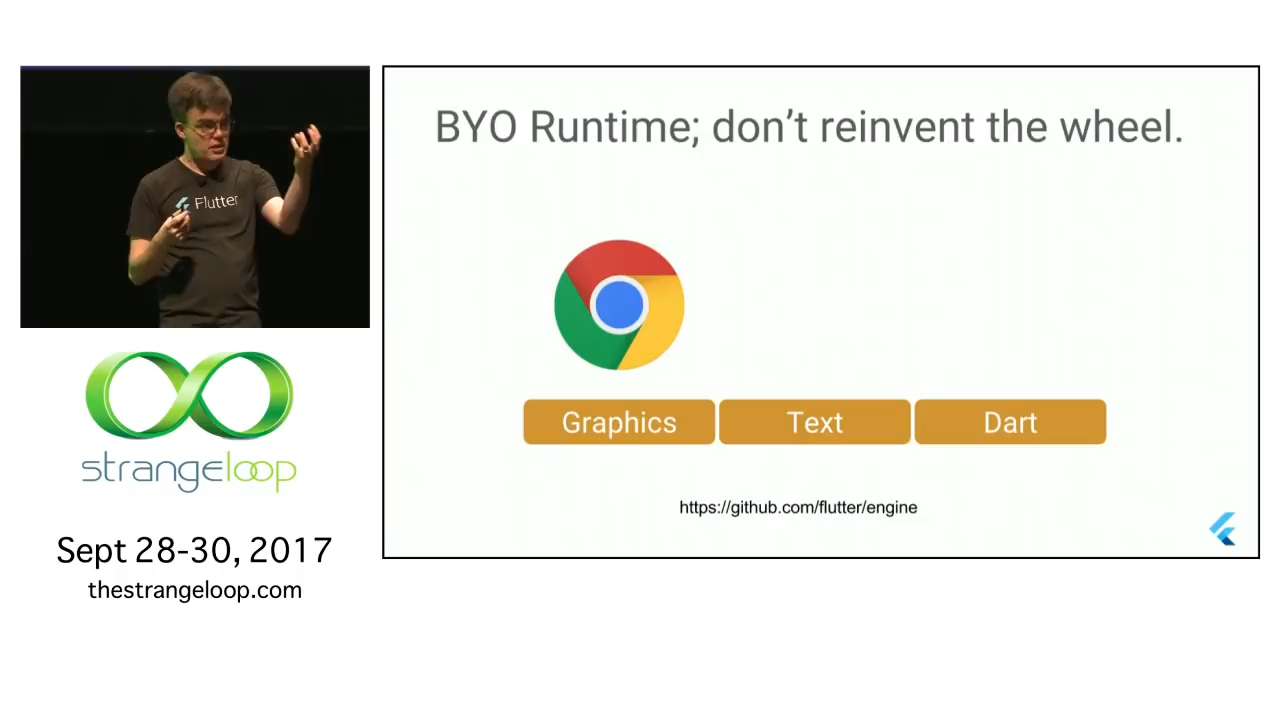 Flutter
BYO Runtime; don't reinvent the wheel.
Graphics
Text
Dart
https://github.com/flutter/engine
strangeloop
Sept 28-30, 2017
thestrangeloop.com